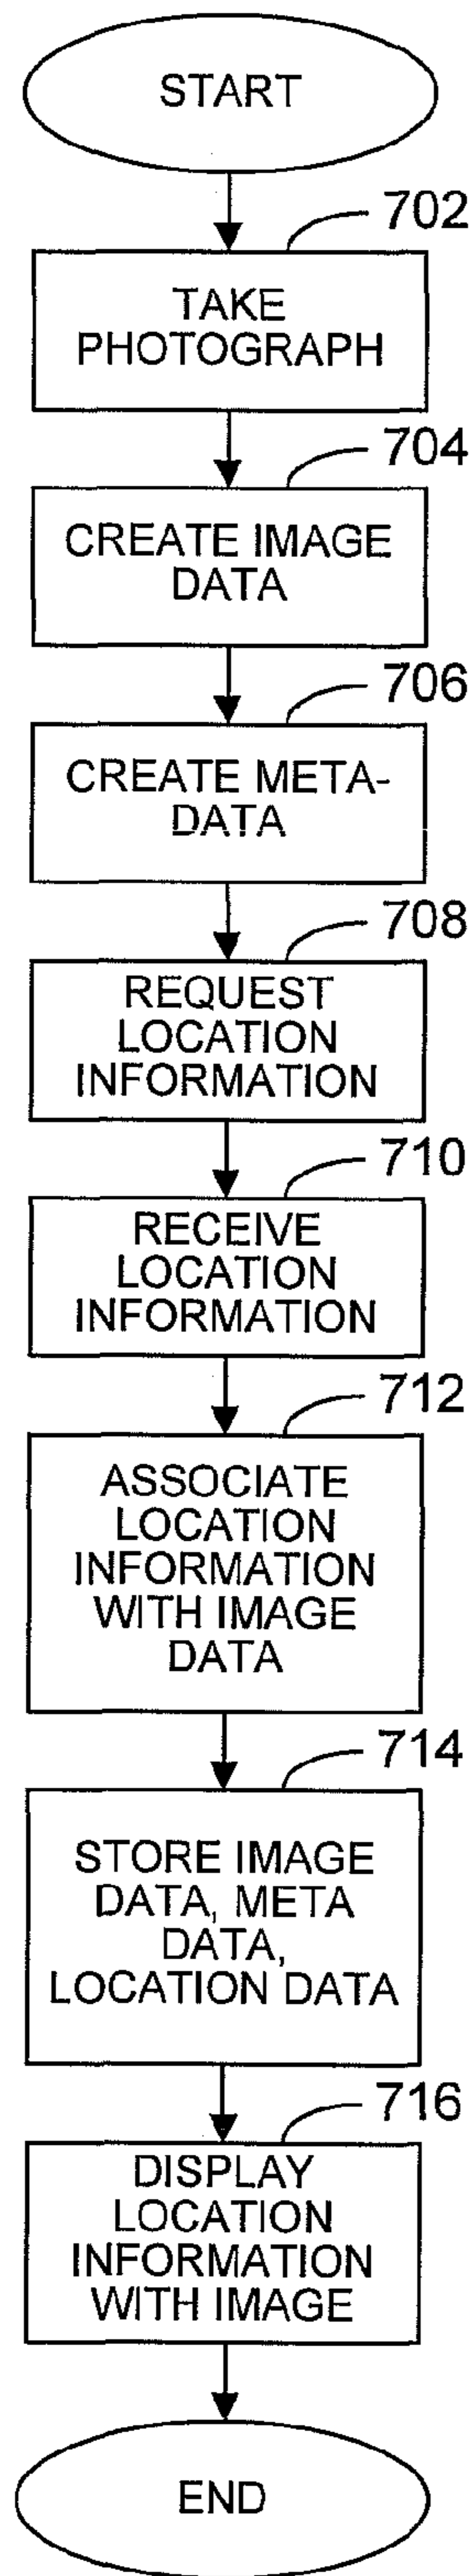 START
702
TAKE
PHOTOGRAPH
704
CREATE IMAGE
DATA
706
CREATE META-
DATA
708
REQUEST
LOCATION
INFORMATION
710
RECEIVE
LOCATION
INFORMATION
712
ASSOCIATE
LOCATION
INFORMATION
WITH IMAGE
DATA
714
STORE IMAGE
DATA, META
DATA,
LOCATION DATA
716
DISPLAY
LOCATION
INFORMATION
WITH IMAGE
END